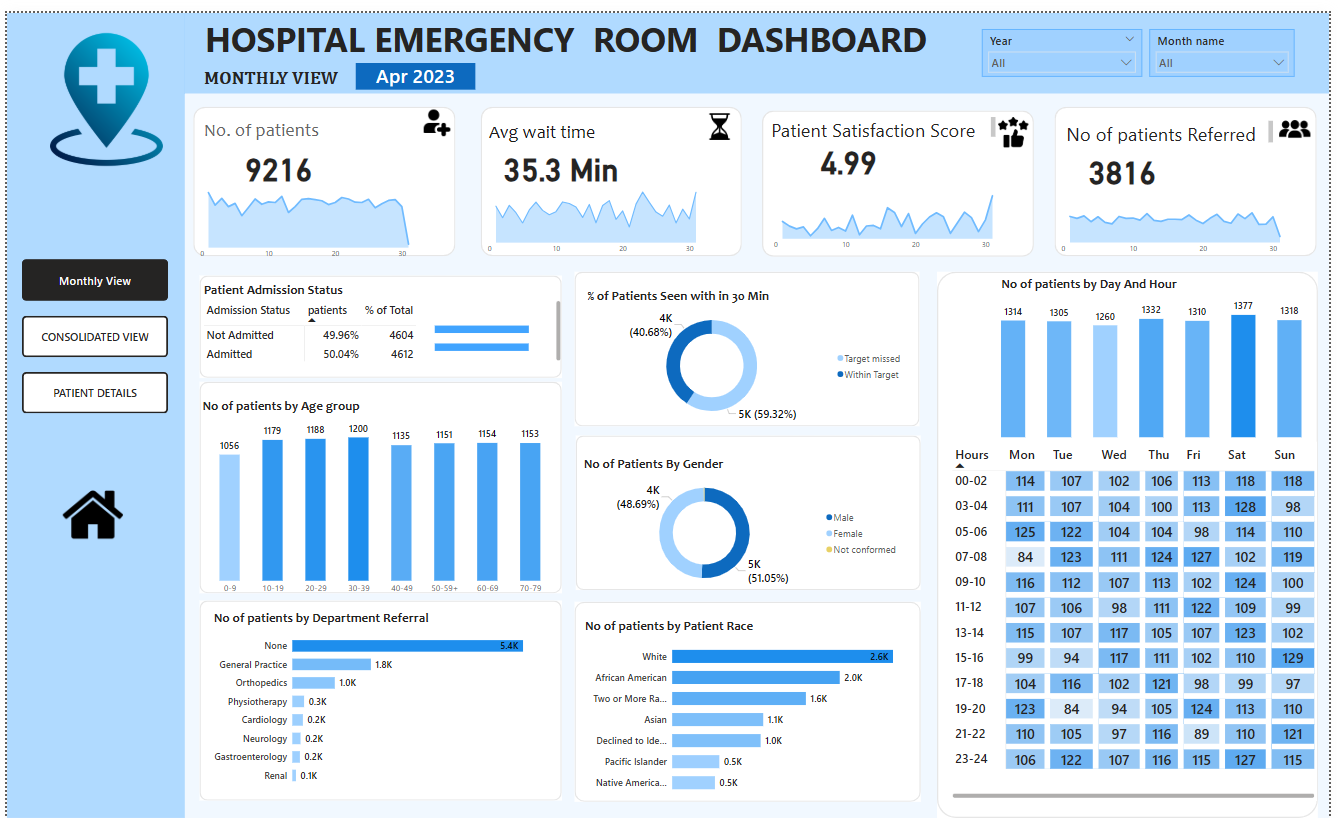 HOSPITAL EMERGENCY ROOM DASHBOARD
MONTHLY VIEW Apr 2023
Year
All
Month name
All
Monthly View
CONSOLIDATED VIEW
PATIENT DETAILS
No. of patients
9216
0 10 20 30
Avg wait time
35.3 Min
0 10 20 30
Patient Satisfaction Score
4.99
0 10 20 30
No of patients Referred
3816
0 10 20 30
Patient Admission Status
Admission Status patients % of Total
Not Admitted 49.96% 4604
Admitted 50.04% 4612
No of patients by Age group
1056 1179 1188 1200 1135 1151 1154 1153
0-9 10-19 20-29 30-39 40-49 50-59+ 60-69 70-79
No of patients by Department Referral
None 5.4K
General Practice 1.8K
Orthopedics 1.0K
Physiotherapy 0.3K
Cardiology 0.2K
Neurology 0.2K
Gastroenterology 0.2K
Renal 0.1K
% of Patients Seen with in 30 Min
4K
(40.68%)
5K (59.32%)
Target missed
Within Target
No of Patients By Gender
4K
(48.69%)
5K
(51.05%)
Male
Female
Not conformed
No of patients by Patient Race
White 2.6K
African American 2.0K
Two or More Ra... 1.6K
Asian 1.1K
Declined to Ide... 1.0K
Pacific Islander 0.5K
Native America... 0.5K
No of patients by Day And Hour
1314 1305 1260 1332 1310 1377 1318
Hours Mon Tue Wed Thu Fri Sat Sun
00-02 114 107 102 106 113 118 118
03-04 111 107 104 100 113 128 98
05-06 125 122 104 104 98 114 110
07-08 84 123 111 124 127 102 119
09-10 116 112 107 113 102 124 100
11-12 107 106 98 111 122 109 99
13-14 115 107 117 105 107 123 102
15-16 99 94 117 111 102 110 129
17-18 104 116 102 121 98 99 97
19-20 123 84 94 105 124 113 110
21-22 110 105 97 116 89 110 121
23-24 106 122 107 116 115 127 115